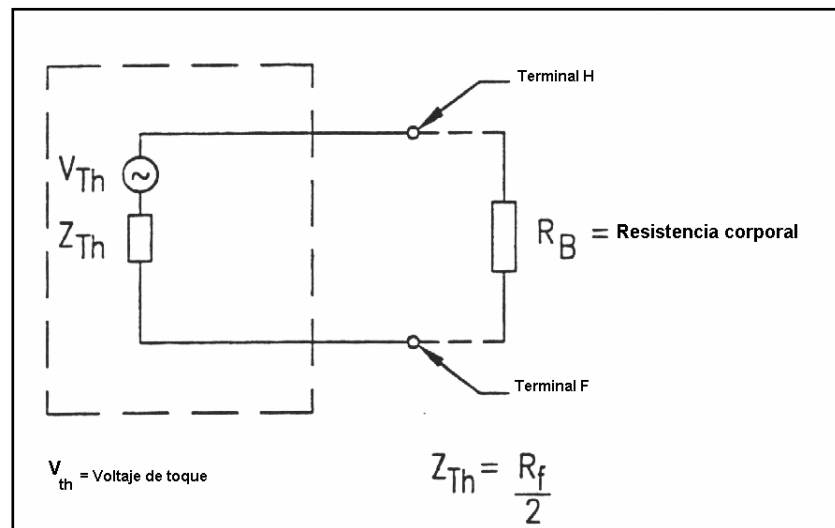 Terminal H
V_Th
~
Z_Th
R_B = Resistencia corporal
Terminal F
V_th = Voltaje de toque
Z_Th = R_f / 2